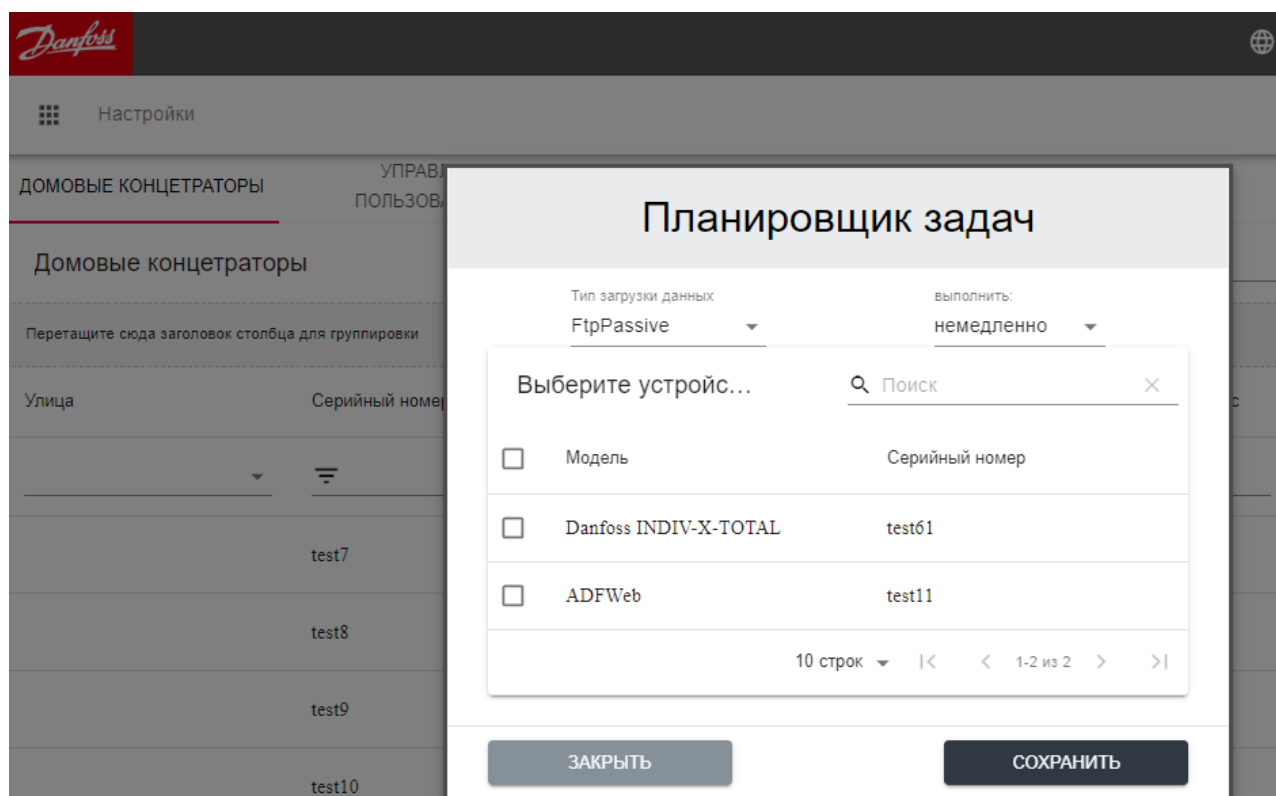 Danfoss
Настройки
ДОМОВЫЕ КОНЦЕТРАТОРЫ
УПРАВЛ
ПОЛЬЗОВА
Домовые концетраторы
Перетащите сюда заголовок столбца для группировки
Улица
Серийный номер
test7
test8
test9
test10
Планировщик задач
Тип загрузки данных
выполнить:
FtpPassive
немедленно
Выберите устройс...
Поиск
Модель
Серийный номер
Danfoss INDIV-X-TOTAL
test61
ADFWeb
test11
10 строк
1-2 из 2
ЗАКРЫТЬ
СОХРАНИТЬ